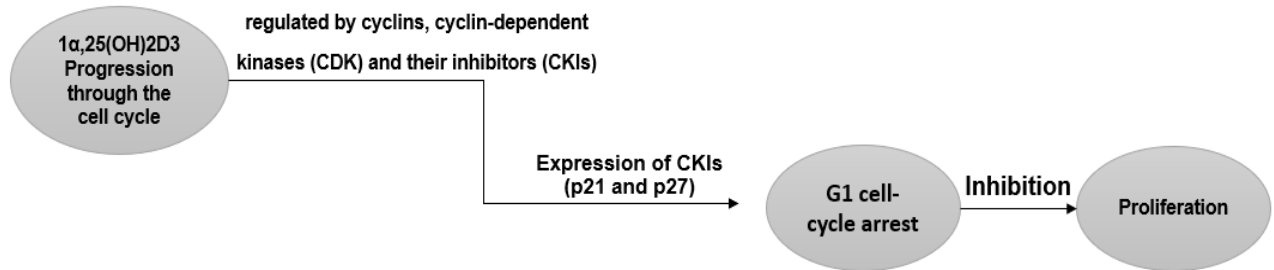 regulated by cyclins, cyclin-dependent
kinases (CDK) and their inhibitors (CKIs)
1α,25(OH)2D3
Progression
through the
cell cycle
Expression of CKIs
(p21 and p27)
G1 cell-
cycle arrest
Inhibition
Proliferation